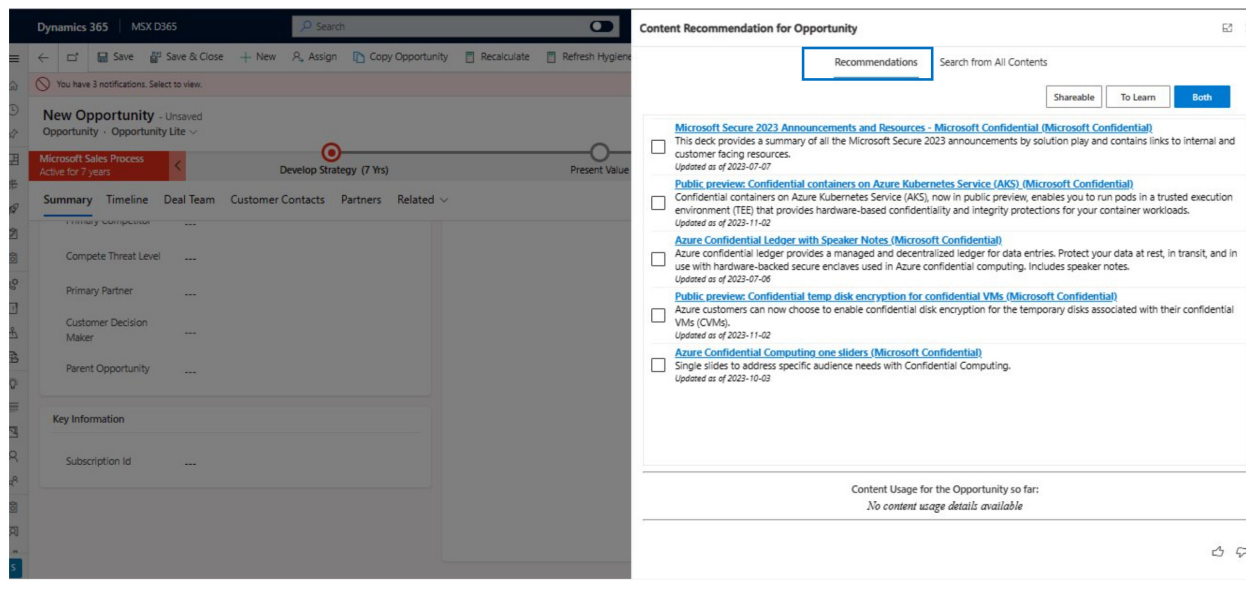 Dynamics 365 MSX D365 Search
Save Save & Close New Assign Copy Opportunity Recalculate Refresh Hygiene
You have 3 notifications. Select to view.
New Opportunity - Unsaved
Opportunity · Opportunity Lite
Microsoft Sales Process
Active for 7 years
Develop Strategy (7 Yrs)
Present Value
Summary Timeline Deal Team Customer Contacts Partners Related
Primary Competitor ---
Compete Threat Level ---
Primary Partner ---
Customer Decision
Maker ---
Parent Opportunity ---
Key Information
Subscription Id ---
S
Content Recommendation for Opportunity
Recommendations Search from All Contents
Shareable To Learn Both
Microsoft Secure 2023 Announcements and Resources - Microsoft Confidential (Microsoft Confidential)
This deck provides a summary of all the Microsoft Secure 2023 announcements by solution play and contains links to internal and
customer facing resources.
Updated as of 2023-07-07
Public preview: Confidential containers on Azure Kubernetes Service (AKS) (Microsoft Confidential)
Confidential containers on Azure Kubernetes Service (AKS), now in public preview, enables you to run pods in a trusted execution
environment (TEE) that provides hardware-based confidentiality and integrity protections for your container workloads.
Updated as of 2023-11-02
Azure Confidential Ledger with Speaker Notes (Microsoft Confidential)
Azure confidential ledger provides a managed and decentralized ledger for data entries. Protect your data at rest, in transit, and in
use with hardware-backed secure enclaves used in Azure confidential computing. Includes speaker notes.
Updated as of 2023-07-06
Public preview: Confidential temp disk encryption for confidential VMs (Microsoft Confidential)
Azure customers can now choose to enable confidential disk encryption for the temporary disks associated with their confidential
VMs (CVMs).
Updated as of 2023-11-02
Azure Confidential Computing one sliders (Microsoft Confidential)
Single slides to address specific audience needs with Confidential Computing.
Updated as of 2023-10-03
Content Usage for the Opportunity so far:
No content usage details available